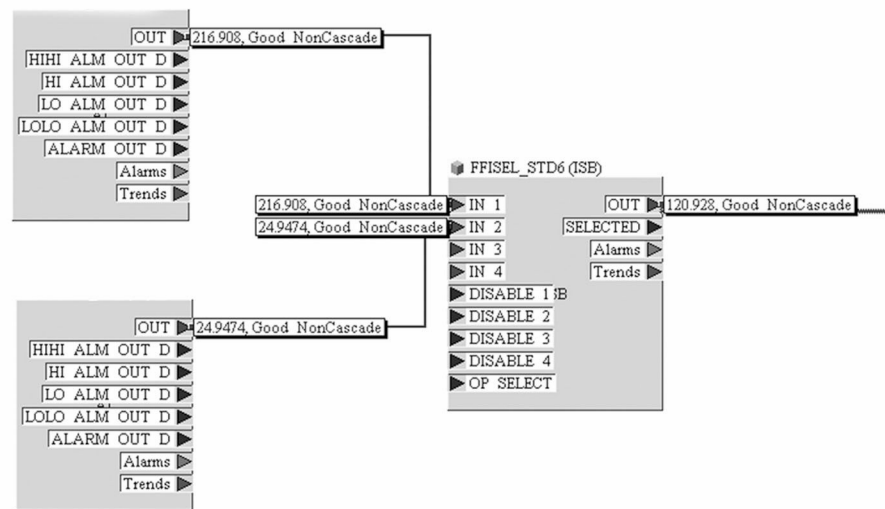 OUT
216.908, Good NonCascade
HIHI ALM OUT D
HI ALM OUT D
LO ALM OUT D
LOLO ALM OUT D
ALARM OUT D
Alarms
Trends
FFISEL_STD6 (ISB)
216.908, Good NonCascade
IN 1
24.9474, Good NonCascade
IN 2
IN 3
IN 4
DISABLE 1
SB
DISABLE 2
DISABLE 3
DISABLE 4
OP SELECT
OUT
120.928, Good NonCascade
SELECTED
Alarms
Trends
OUT
24.9474, Good NonCascade
HIHI ALM OUT D
HI ALM OUT D
LO ALM OUT D
LOLO ALM OUT D
ALARM OUT D
Alarms
Trends